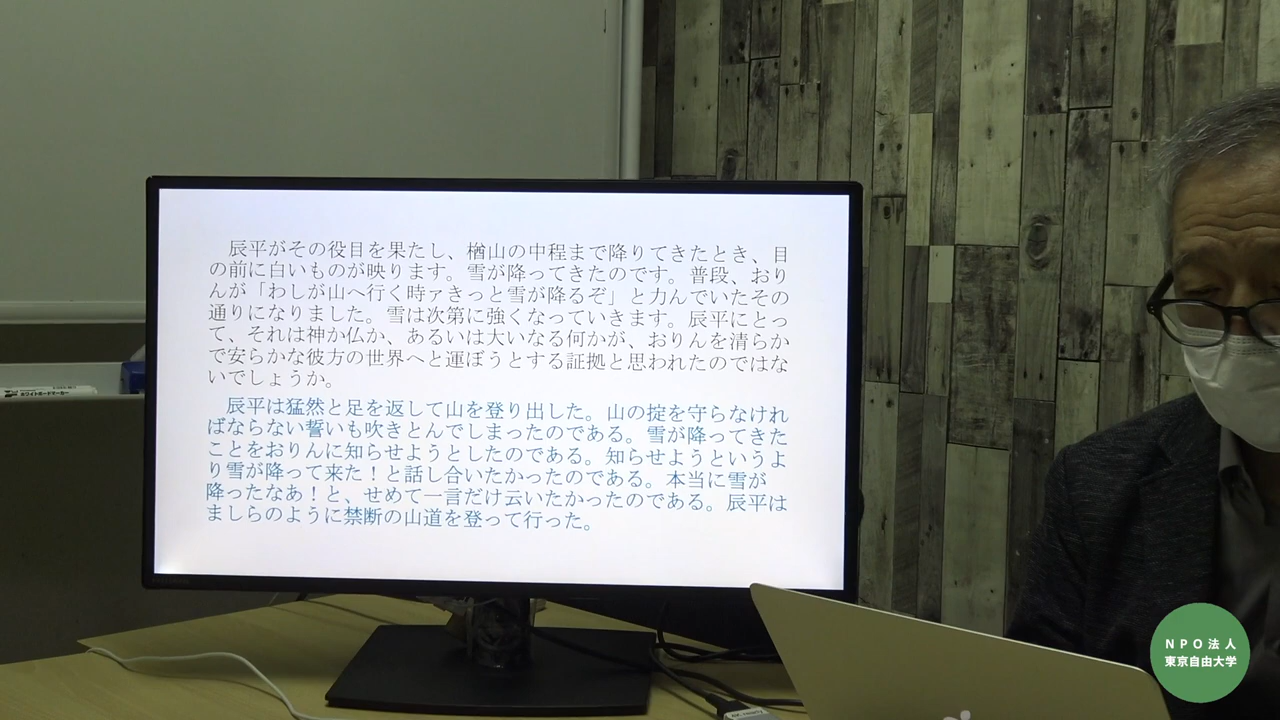 辰平がその役目を果たし、楢山の中程まで降りてきたとき、目
の前に白いものが映ります。雪が降ってきたのです。普段、おり
んが「わしが山へ行く時ァきっと雪が降るぞ」と力んでいたその
通りになりました。雪は次第に強くなっていきます。辰平にとっ
て、それは神か仏か、あるいは大いなる何かが、おりんを清らか
で安らかな彼方の世界へと運ぼうとする証拠と思われたのではな
いでしょうか。
辰平は猛然と足を返して山を登り出した。山の掟を守らなけれ
ばならない誓いも吹きとんでしまったのである。雪が降ってきた
ことをおりんに知らせようとしたのである。知らせようというよ
り雪が降って来た！と話し合いたかったのである。本当に雪が
降ったなあ！と、せめて一言だけ云いたかったのである。辰平は
ましらのように禁断の山道を登って行った。
ホワイトボードマーカー
NPO法人
東京自由大学